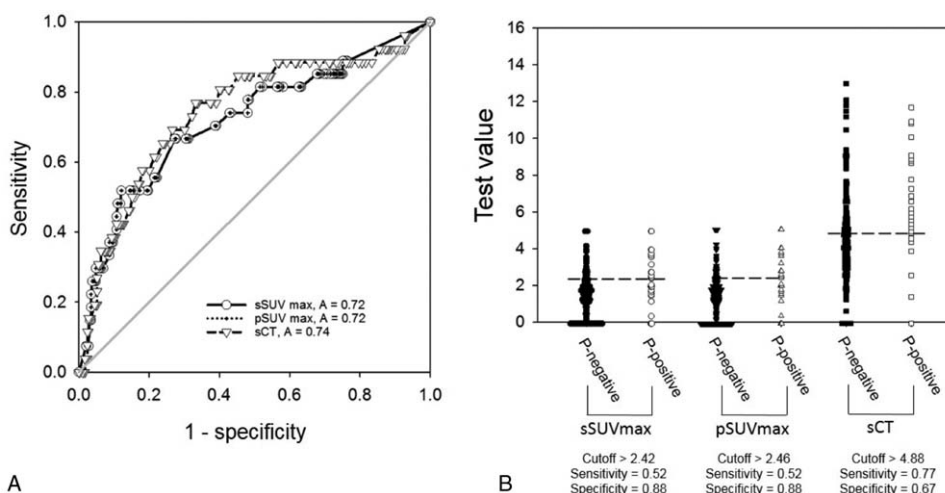 1.0
0.8
0.6
0.4
0.2
0.0
Sensitivity
sSUV max, A = 0.72
pSUV max, A = 0.72
sCT, A = 0.74
0.0 0.2 0.4 0.6 0.8 1.0
1 - specificity
A
16
14
12
10
8
6
4
2
0
Test value
P-negative P-positive P-negative P-positive P-negative P-positive
sSUVmax pSUVmax sCT
Cutoff > 2.42 Cutoff > 2.46 Cutoff > 4.88
Sensitivity = 0.52 Sensitivity = 0.52 Sensitivity = 0.77
Specificity = 0.88 Specificity = 0.88 Specificity = 0.67
B